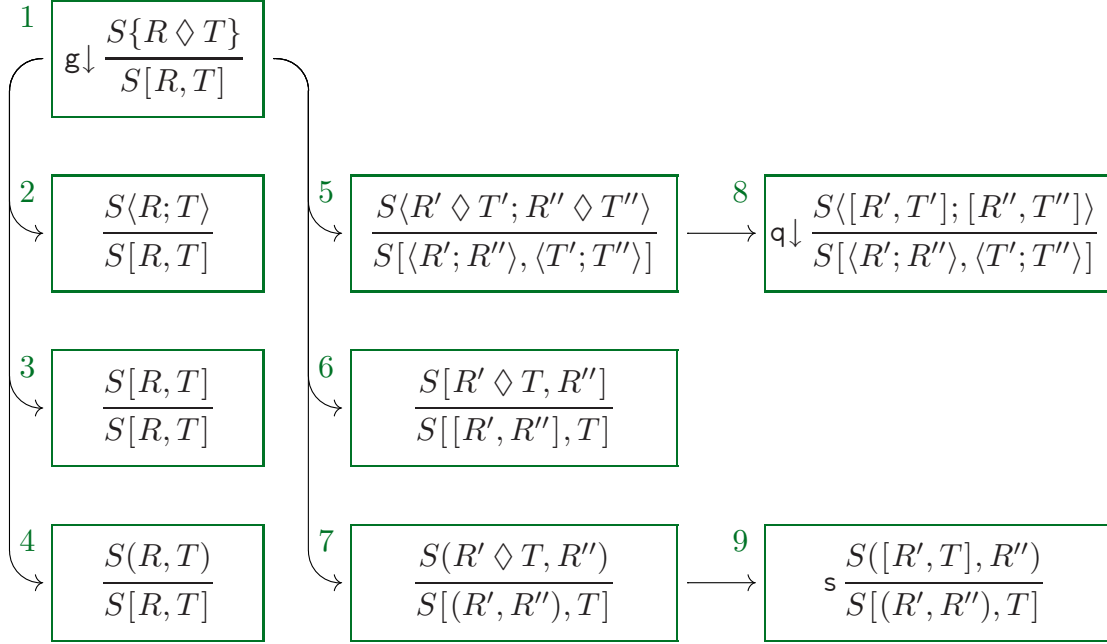 1
g↓ S{R ◊ T} / S[R, T]
2
S⟨R; T⟩ / S[R, T]
5
S⟨R′ ◊ T′; R″ ◊ T″⟩ / S[⟨R′; R″⟩, ⟨T′; T″⟩]
8
q↓ S⟨[R′, T′]; [R″, T″]⟩ / S[⟨R′; R″⟩, ⟨T′; T″⟩]
3
S[R, T] / S[R, T]
6
S[R′ ◊ T, R″] / S[[R′, R″], T]
4
S(R, T) / S[R, T]
7
S(R′ ◊ T, R″) / S[(R′, R″), T]
9
s S([R′, T], R″) / S[(R′, R″), T]